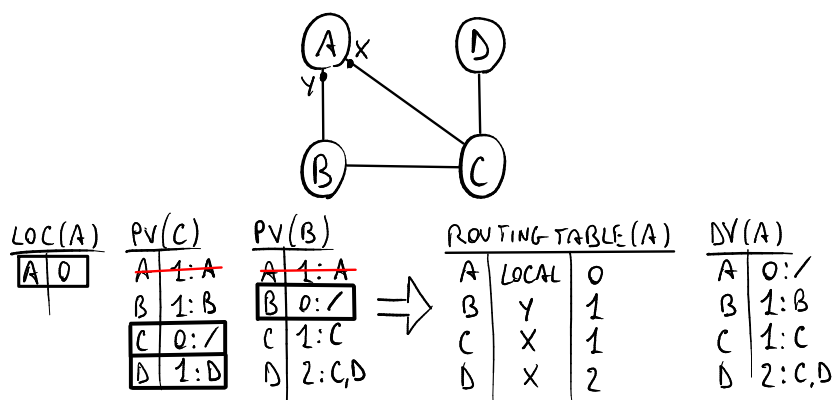 A X D
Y
B C
LOC(A) PV(C) PV(B) ROUTING TABLE(A) DV(A)
A 0 A 1:A A 1:A A LOCAL 0 A 0:/
B 1:B B 0:/ B Y 1 B 1:B
C 0:/ C 1:C C X 1 C 1:C
D 1:D D 2:C,D D X 2 D 2:C,D